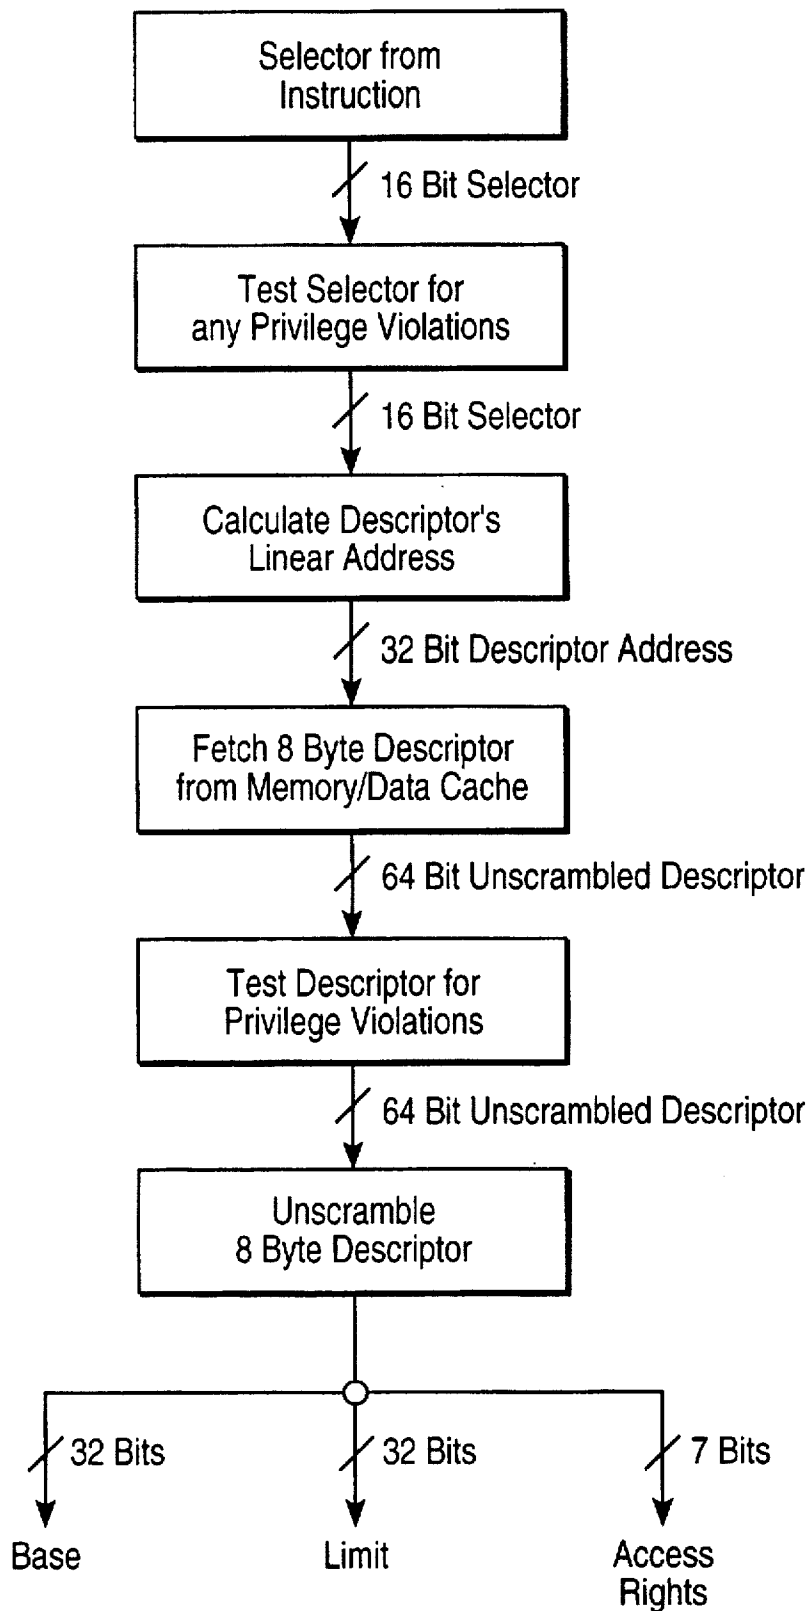 Selector from
Instruction
16 Bit Selector
Test Selector for
any Privilege Violations
16 Bit Selector
Calculate Descriptor's
Linear Address
32 Bit Descriptor Address
Fetch 8 Byte Descriptor
from Memory/Data Cache
64 Bit Unscrambled Descriptor
Test Descriptor for
Privilege Violations
64 Bit Unscrambled Descriptor
Unscramble
8 Byte Descriptor
32 Bits
32 Bits
7 Bits
Base
Limit
Access
Rights